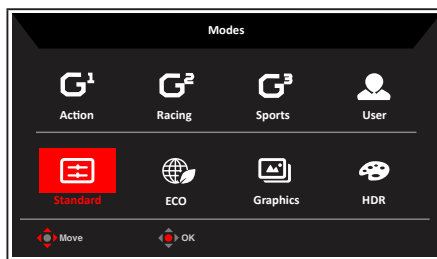 Modes
G¹ G² G³
Action Racing Sports User
Standard ECO Graphics HDR
Move OK